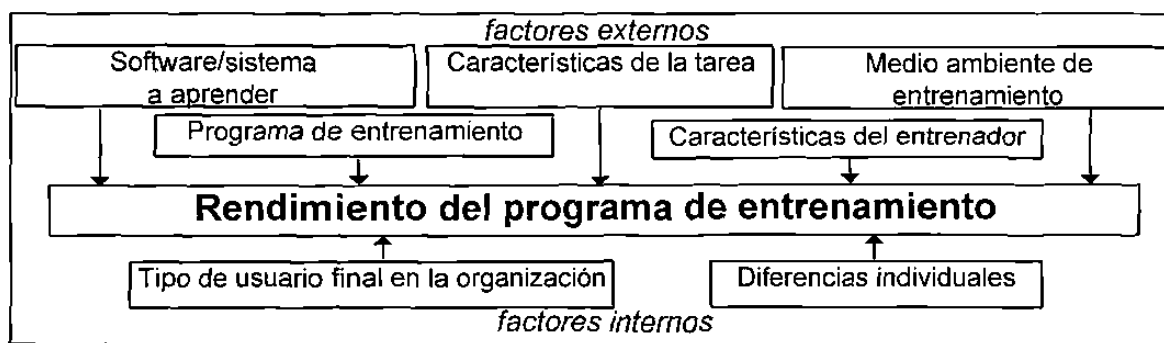 factores externos
Software/sistema
a aprender
Características de la tarea
Medio ambiente de
entrenamiento
Programa de entrenamiento
Características del entrenador
Rendimiento del programa de entrenamiento
Tipo de usuario final en la organización
Diferencias individuales
factores internos